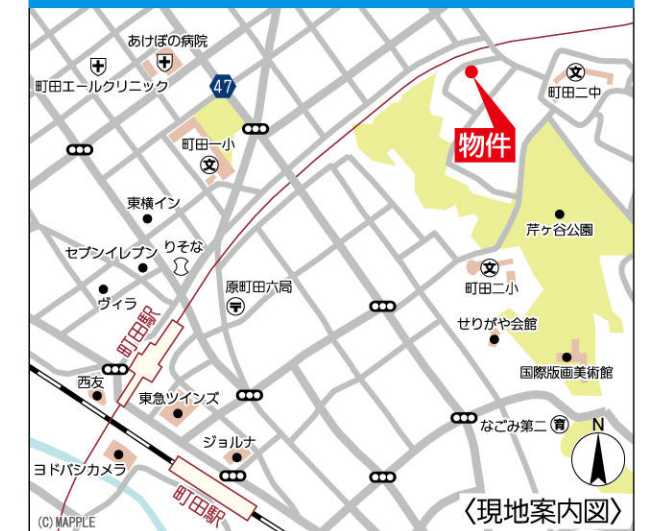 あけぼの病院
町田エールクリニック
47
町田一小
文
物件
文
町田二中
東横イン
セブンイレブン
りそな
ヴィラ
原町田六局
〒
芹ヶ谷公園
文
町田二小
せりがや会館
国際版画美術館
町田駅
西友
東急ツインズ
ヨドバシカメラ
ジョルナ
町田駅
なごみ第二
育
N
〈現地案内図〉
(C) MAPPLE